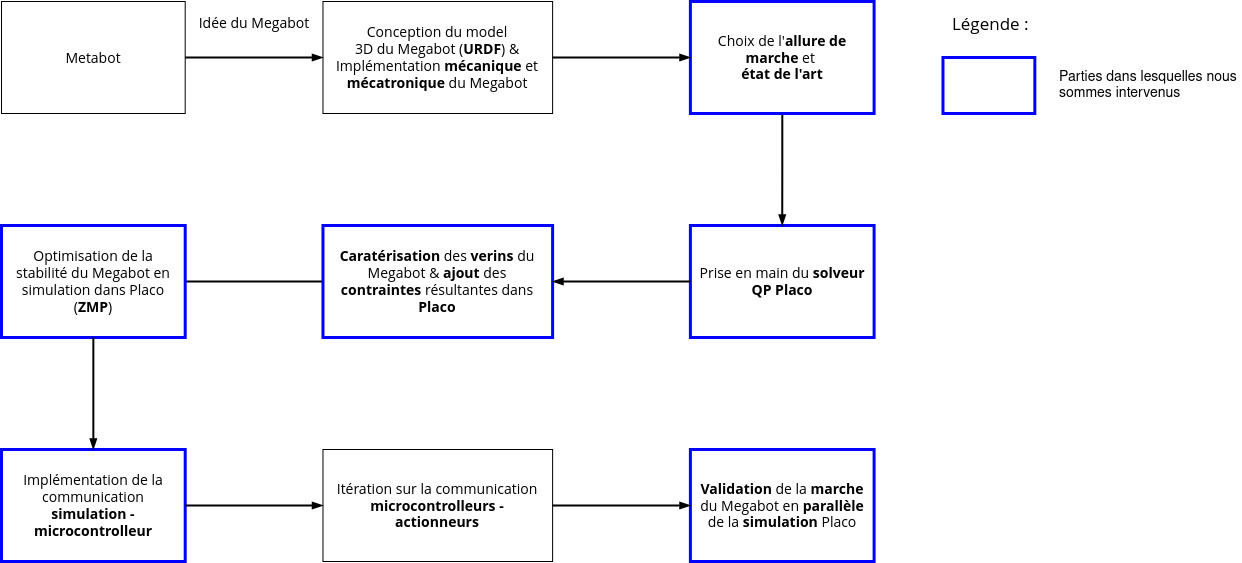 Metabot
Idée du Megabot
Conception du model
3D du Megabot (URDF) &
Implémentation mécanique et
mécatronique du Megabot
Choix de l'allure de
marche et
état de l'art
Légende :
Parties dans lesquelles nous
sommes intervenus
Optimisation de la
stabilité du Megabot en
simulation dans Placo
(ZMP)
Caratérisation des verins du
Megabot & ajout des
contraintes résultantes dans
Placo
Prise en main du solveur
QP Placo
Implémentation de la
communication
simulation -
microcontrolleur
Itération sur la communication
microcontrolleurs -
actionneurs
Validation de la marche
du Megabot en parallèle
de la simulation Placo